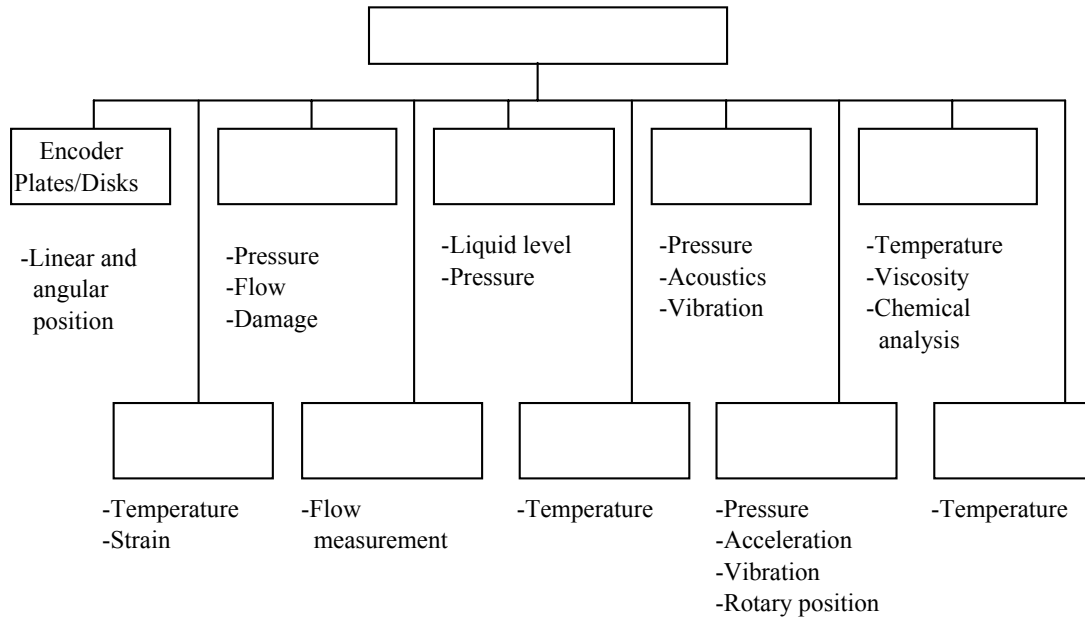 Encoder
Plates/Disks
-Linear and
angular
position
-Pressure
-Flow
-Damage
-Liquid level
-Pressure
-Pressure
-Acoustics
-Vibration
-Temperature
-Viscosity
-Chemical
analysis
-Temperature
-Strain
-Flow
measurement
-Temperature
-Pressure
-Acceleration
-Vibration
-Rotary position
-Temperature